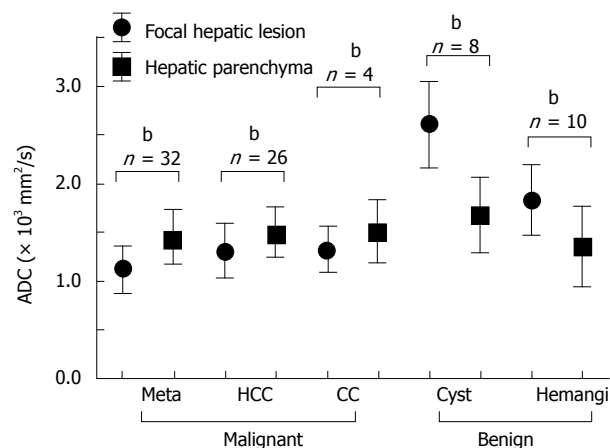 Focal hepatic lesion
Hepatic parenchyma
b
n = 32
b
n = 26
b
n = 4
b
n = 8
b
n = 10
ADC (× 10³ mm²/s)
3.0
2.0
1.0
0.0
Meta
HCC
CC
Cyst
Hemangi
Malignant
Benign